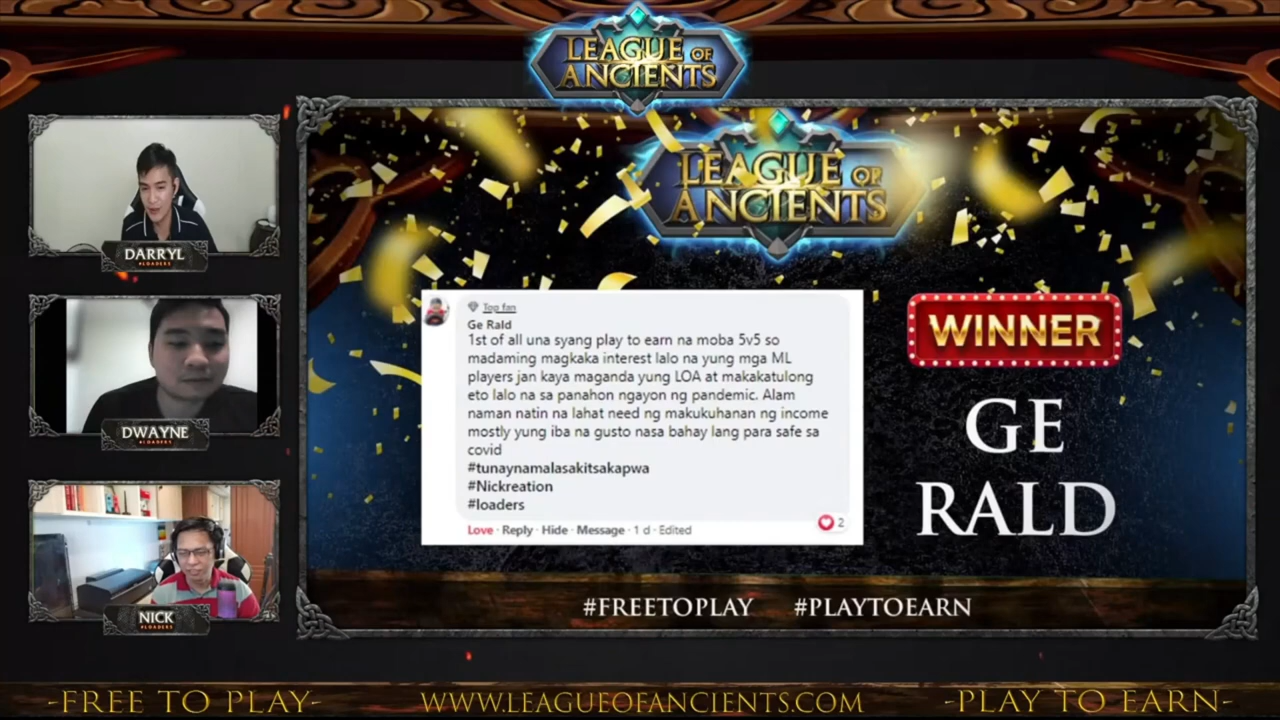 LEAGUE OF
ANCIENTS
LEAGUE OF
ANCIENTS
DARRYL
#LOADERS
DWAYNE
#LOADERS
NICK
#LOADERS
Top fan
Ge Rald
1st of all una syang play to earn na moba 5v5 so
madaming magkaka interest lalo na yung mga ML
players jan kaya maganda yung LOA at makakatulong
eto lalo na sa panahon ngayon ng pandemic. Alam
naman natin na lahat need ng makukuhanan ng income
mostly yung iba na gusto nasa bahay lang para safe sa
covid
#tunaynamalasakitsakapwa
#Nickreation
#loaders
Love · Reply · Hide · Message · 1 d · Edited
2
WINNER
GE
RALD
#FREETOPLAY #PLAYTOEARN
-FREE TO PLAY-
WWW.LEAGUEOFANCIENTS.COM
-PLAY TO EARN-